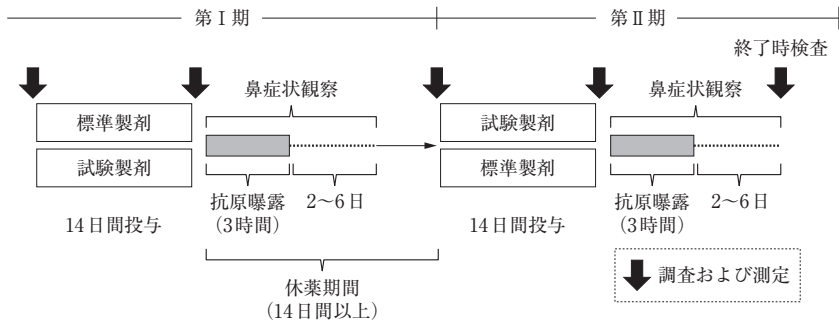 第Ⅰ期
第Ⅱ期
終了時検査
鼻症状観察
鼻症状観察
標準製剤
試験製剤
試験製剤
標準製剤
14日間投与
抗原曝露
(3時間)
2〜6日
14日間投与
抗原曝露
(3時間)
2〜6日
休薬期間
(14日間以上)
調査および測定